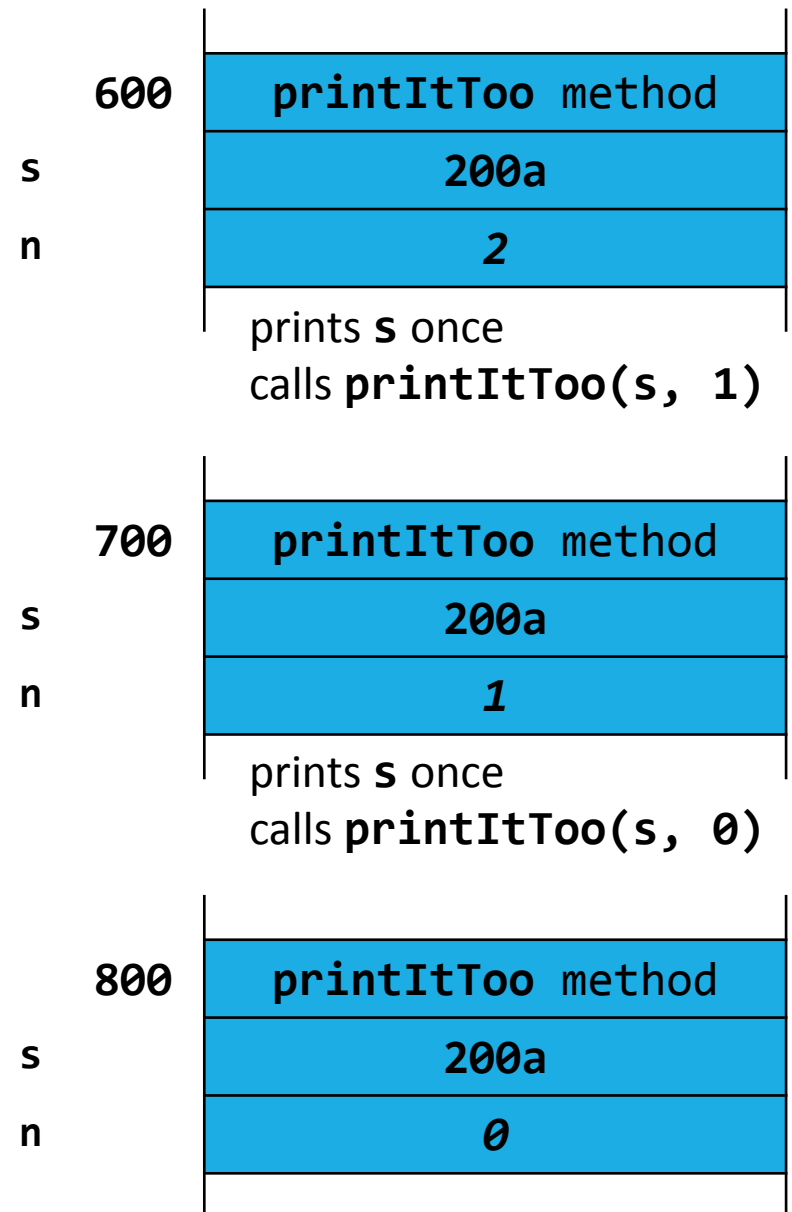 600 printItToo method
s 200a
n 2
prints s once
calls printItToo(s, 1)
700 printItToo method
s 200a
n 1
prints s once
calls printItToo(s, 0)
800 printItToo method
s 200a
n 0